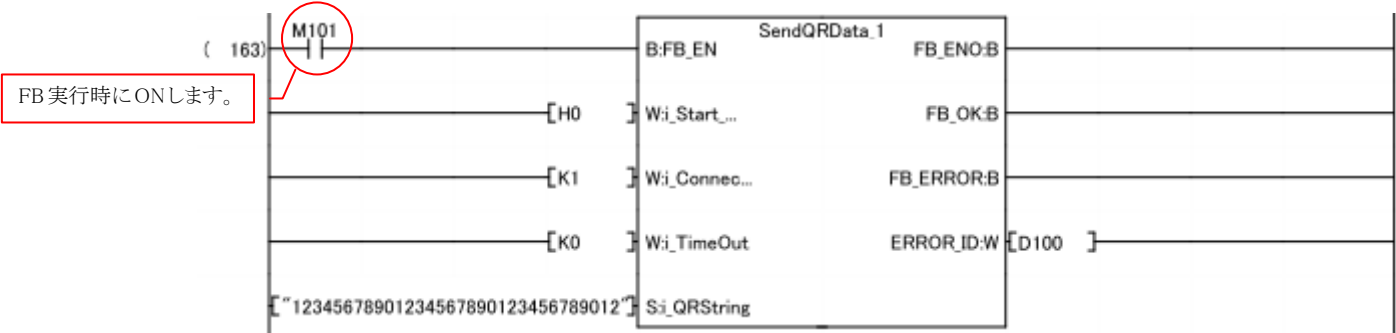 SendQRData_1
M101
( 163)
B:FB_EN FB_ENO:B
FB実行時にONします。
[H0 ] W:i_Start_... FB_OK:B
[K1 ] W:i_Connec... FB_ERROR:B
[K0 ] W:i_TimeOut ERROR_ID:W [D100 ]
["12345678901234567890123456789012"] S:i_QRString